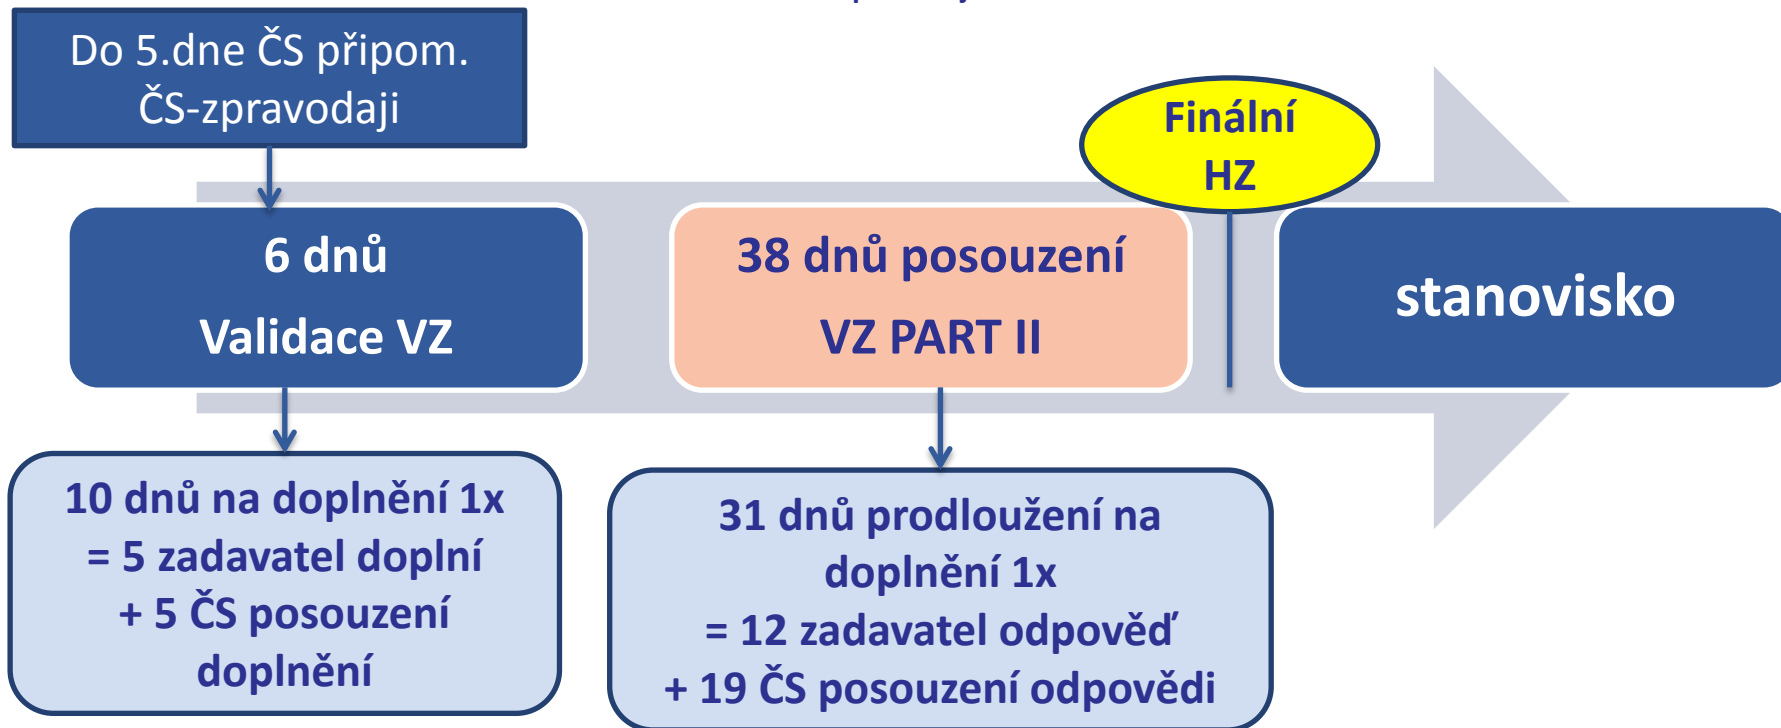 Do 5.dne ČS připom.
ČS-zpravodaji
Finální
HZ
6 dnů
Validace VZ
38 dnů posouzení
VZ PART II
stanovisko
10 dnů na doplnění 1x
= 5 zadavatel doplní
+ 5 ČS posouzení
doplnění
31 dnů prodloužení na
doplnění 1x
= 12 zadavatel odpověď
+ 19 ČS posouzení odpovědi